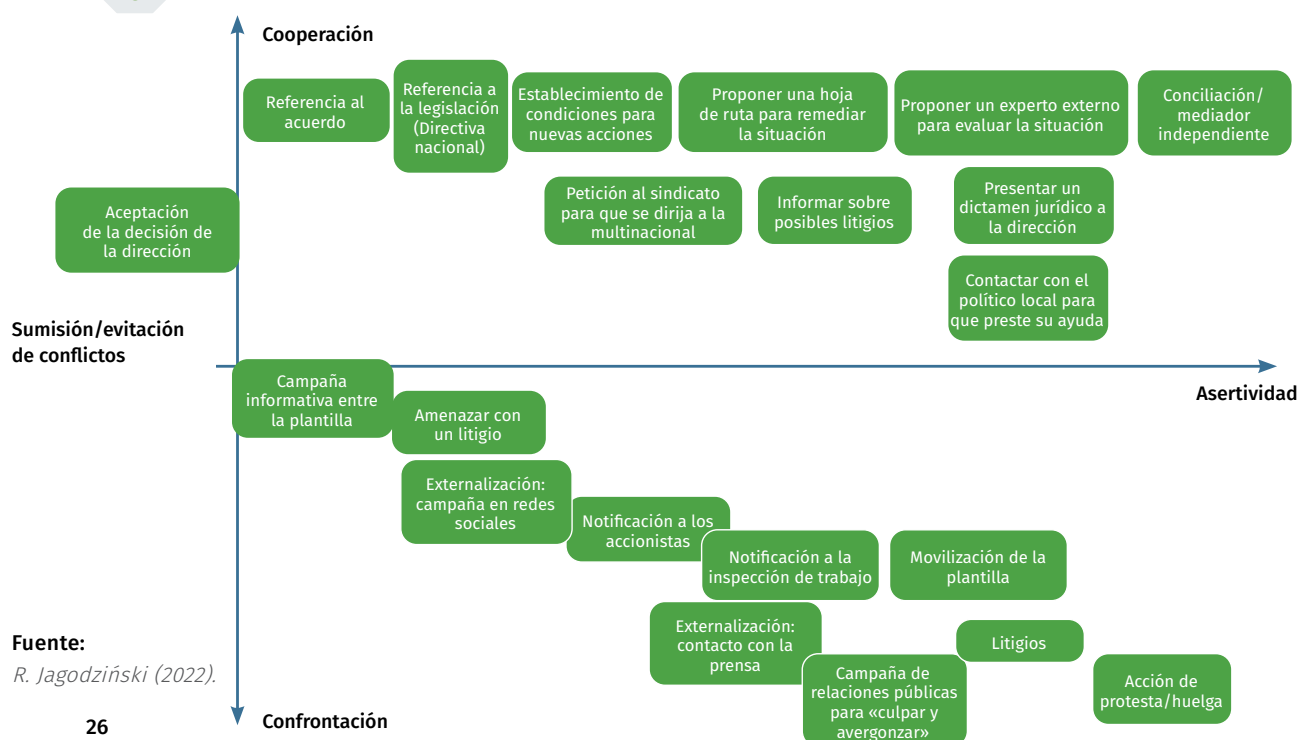 Cooperación
Referencia al
acuerdo
Referencia a
la legislación
(Directiva
nacional)
Establecimiento de
condiciones para
nuevas acciones
Proponer una hoja
de ruta para remediar
la situación
Proponer un experto externo
para evaluar la situación
Conciliación/
mediador
independiente
Aceptación
de la decisión de
la dirección
Petición al sindicato
para que se dirija a la
multinacional
Informar sobre
posibles litigios
Presentar un
dictamen jurídico a
la dirección
Contactar con el
político local para
que preste su ayuda
Sumisión/evitación
de conflictos
Asertividad
Campaña
informativa entre
la plantilla
Amenazar con
un litigio
Externalización:
campaña en redes
sociales
Notificación a los
accionistas
Notificación a la
inspección de trabajo
Movilización de la
plantilla
Externalización:
contacto con la
prensa
Litigios
Campaña de
relaciones públicas
para «culpar y
avergonzar»
Acción de
protesta/huelga
Fuente:
R. Jagodziński (2022).
Confrontación
26